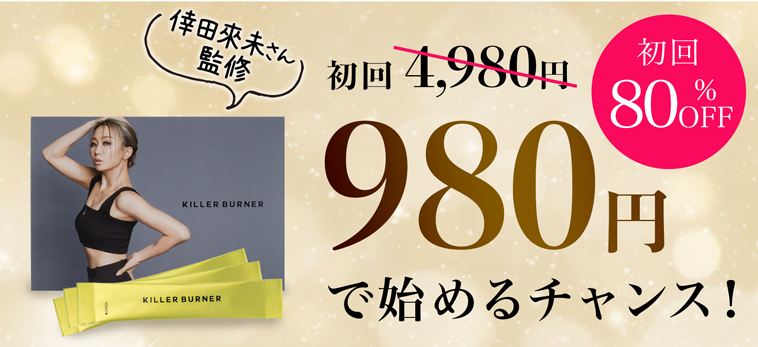 倖田來未さん
監修
初回 4,980円
初回
80%OFF
980円
で始めるチャンス！
KILLER BURNER
KILLER BURNER